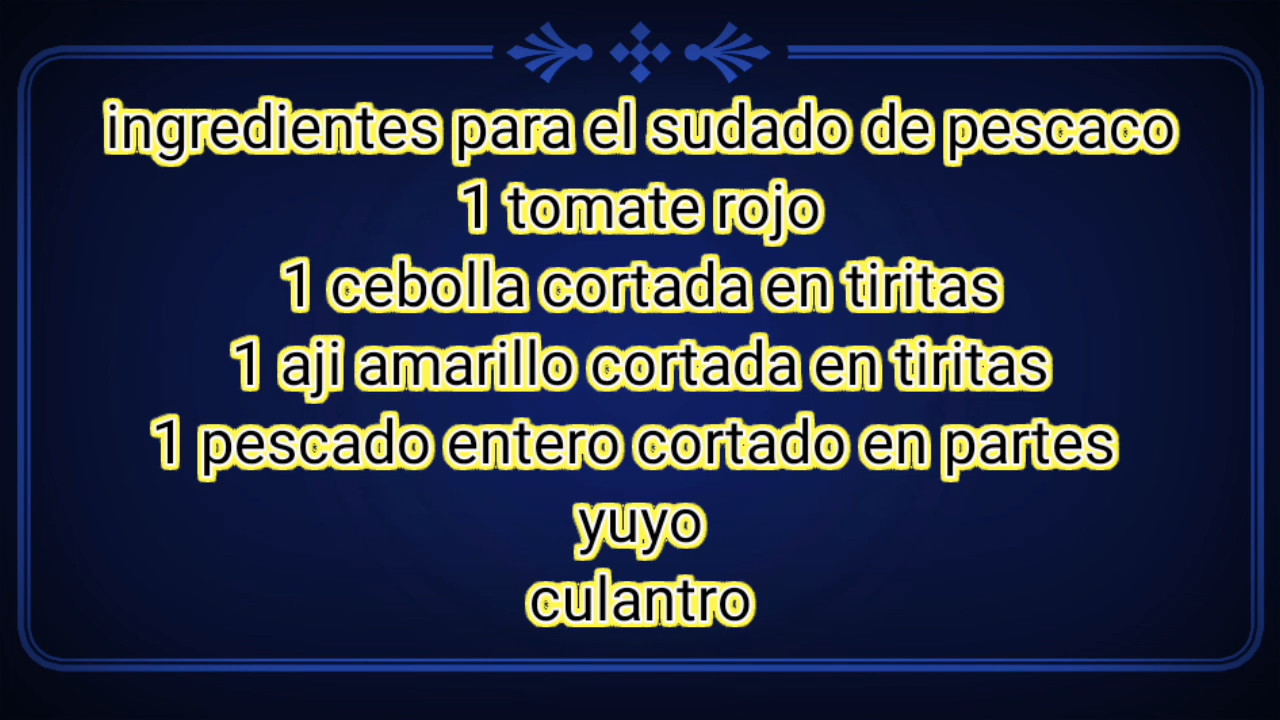 ingredientes para el sudado de pescaco
1 tomate rojo
1 cebolla cortada en tiritas
1 aji amarillo cortada en tiritas
1 pescado entero cortado en partes
yuyo
culantro